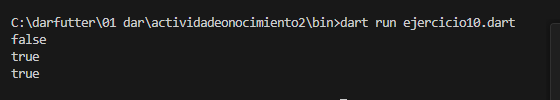 C:\darfutter\01 dar\actividadeonocimiento2\bin>dart run ejercicio10.dart
false
true
true